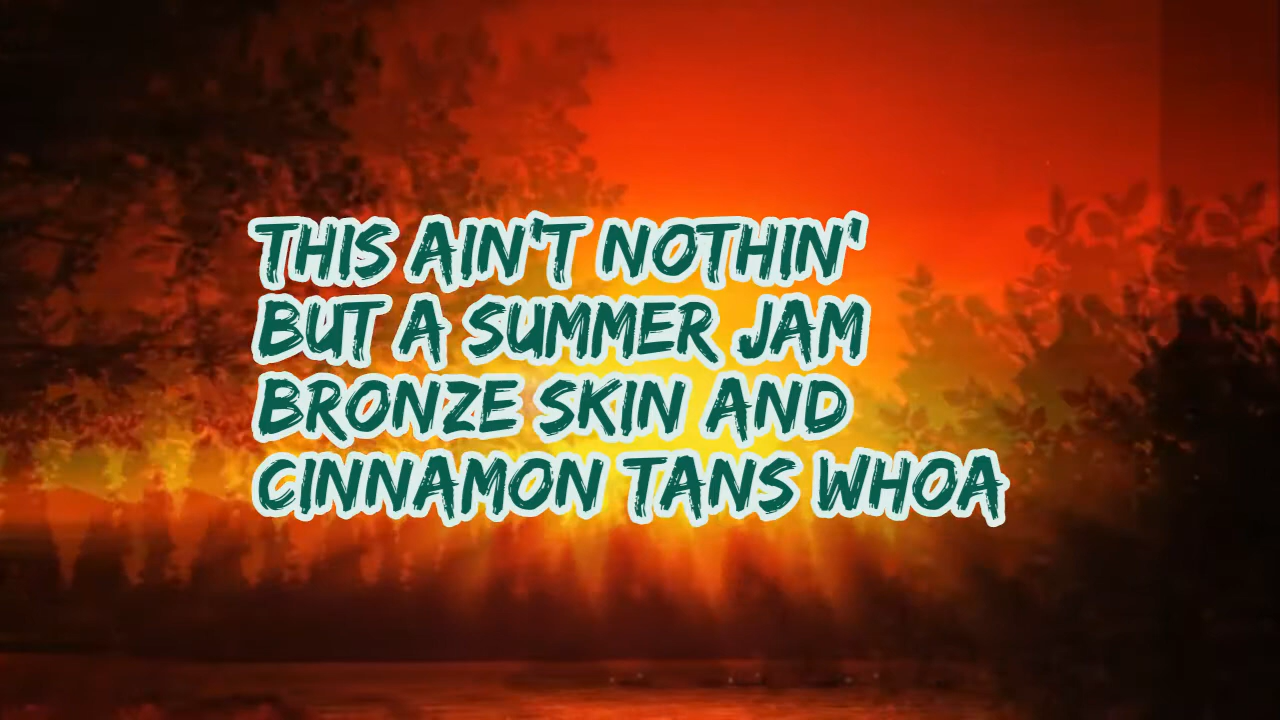 THIS AIN'T NOTHIN'
BUT A SUMMER JAM
BRONZE SKIN AND
CINNAMON TANS WHOA